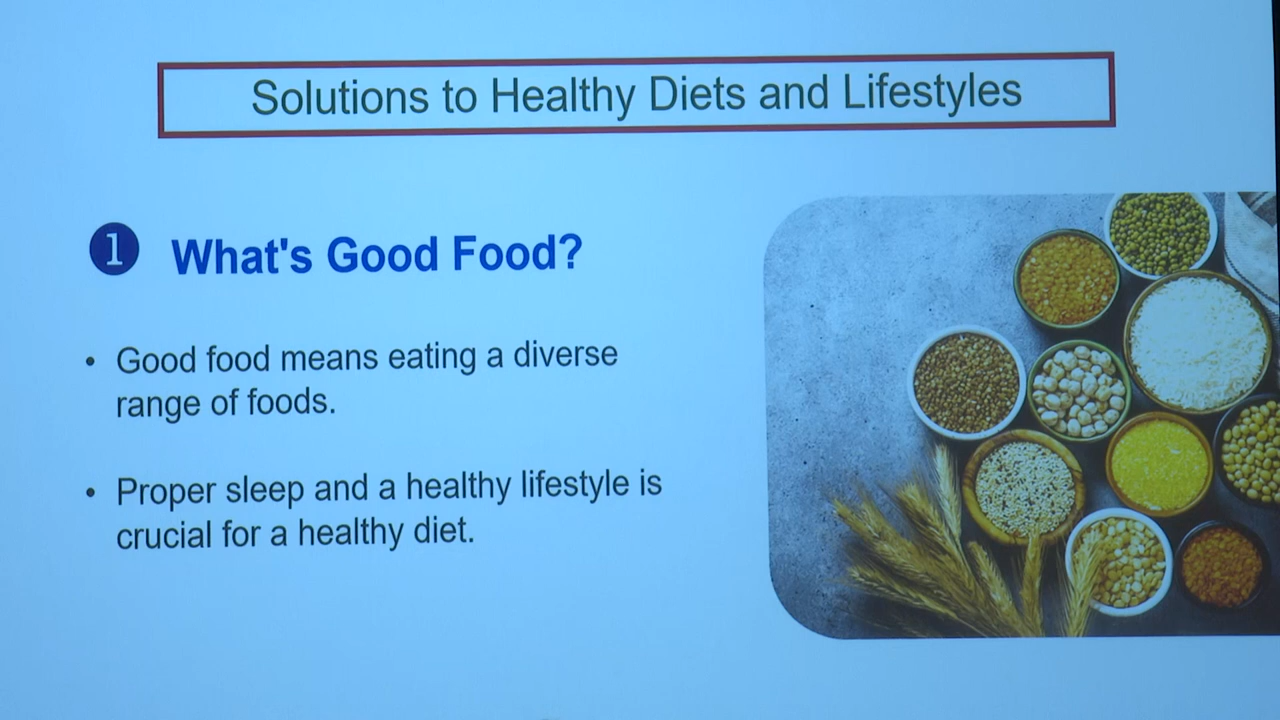 Solutions to Healthy Diets and Lifestyles
1 What's Good Food?
• Good food means eating a diverse
range of foods.
• Proper sleep and a healthy lifestyle is
crucial for a healthy diet.